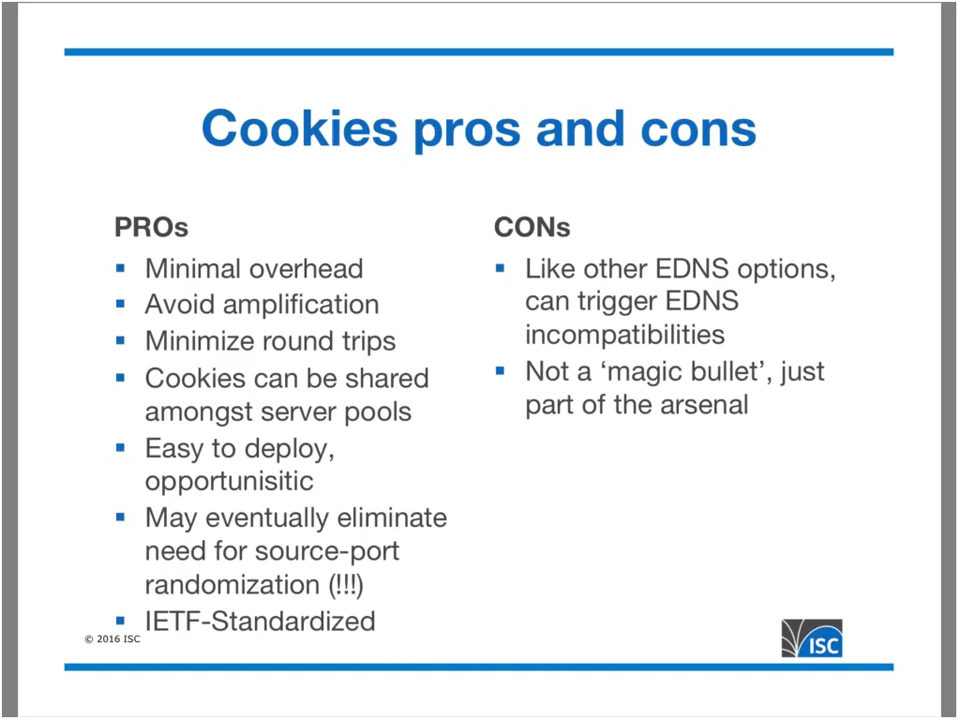 Cookies pros and cons
PROs
Minimal overhead
Avoid amplification
Minimize round trips
Cookies can be shared
amongst server pools
Easy to deploy,
opportunisitic
May eventually eliminate
need for source-port
randomization (!!!)
IETF-Standardized
CONs
Like other EDNS options,
can trigger EDNS
incompatibilities
Not a ‘magic bullet’, just
part of the arsenal
© 2016 ISC
ISC